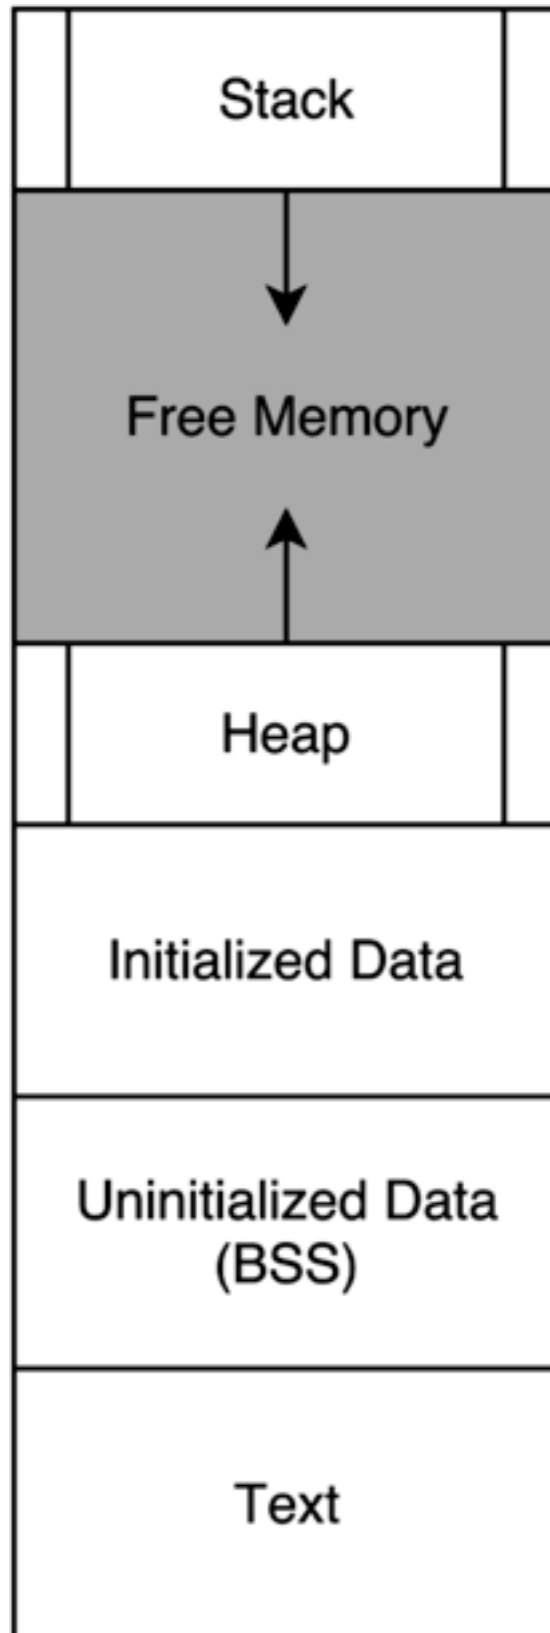 Stack
Free Memory
Heap
Initialized Data
Uninitialized Data
(BSS)
Text